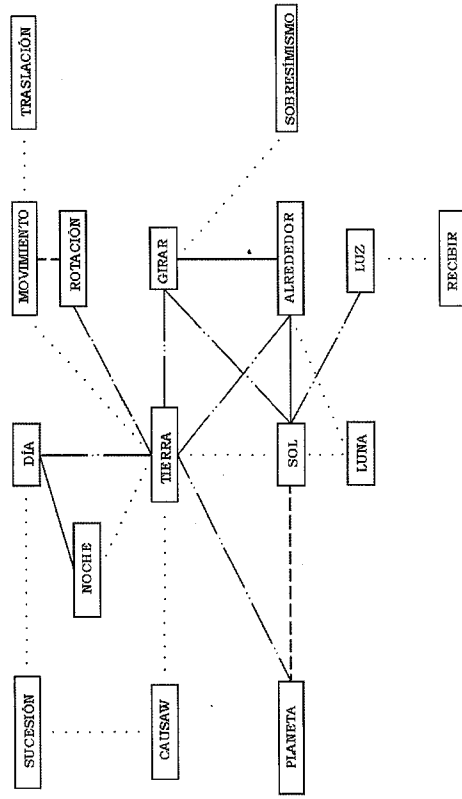 SUCESIÓN
DÍA
MOVIMIENTO
TRASLACIÓN
NOCHE
ROTACIÓN
CAUSAW
TIERRA
GIRAR
PLANETA
SOL
ALREDEDOR
SOBRESÍMISMO
LUNA
LUZ
RECIBIR